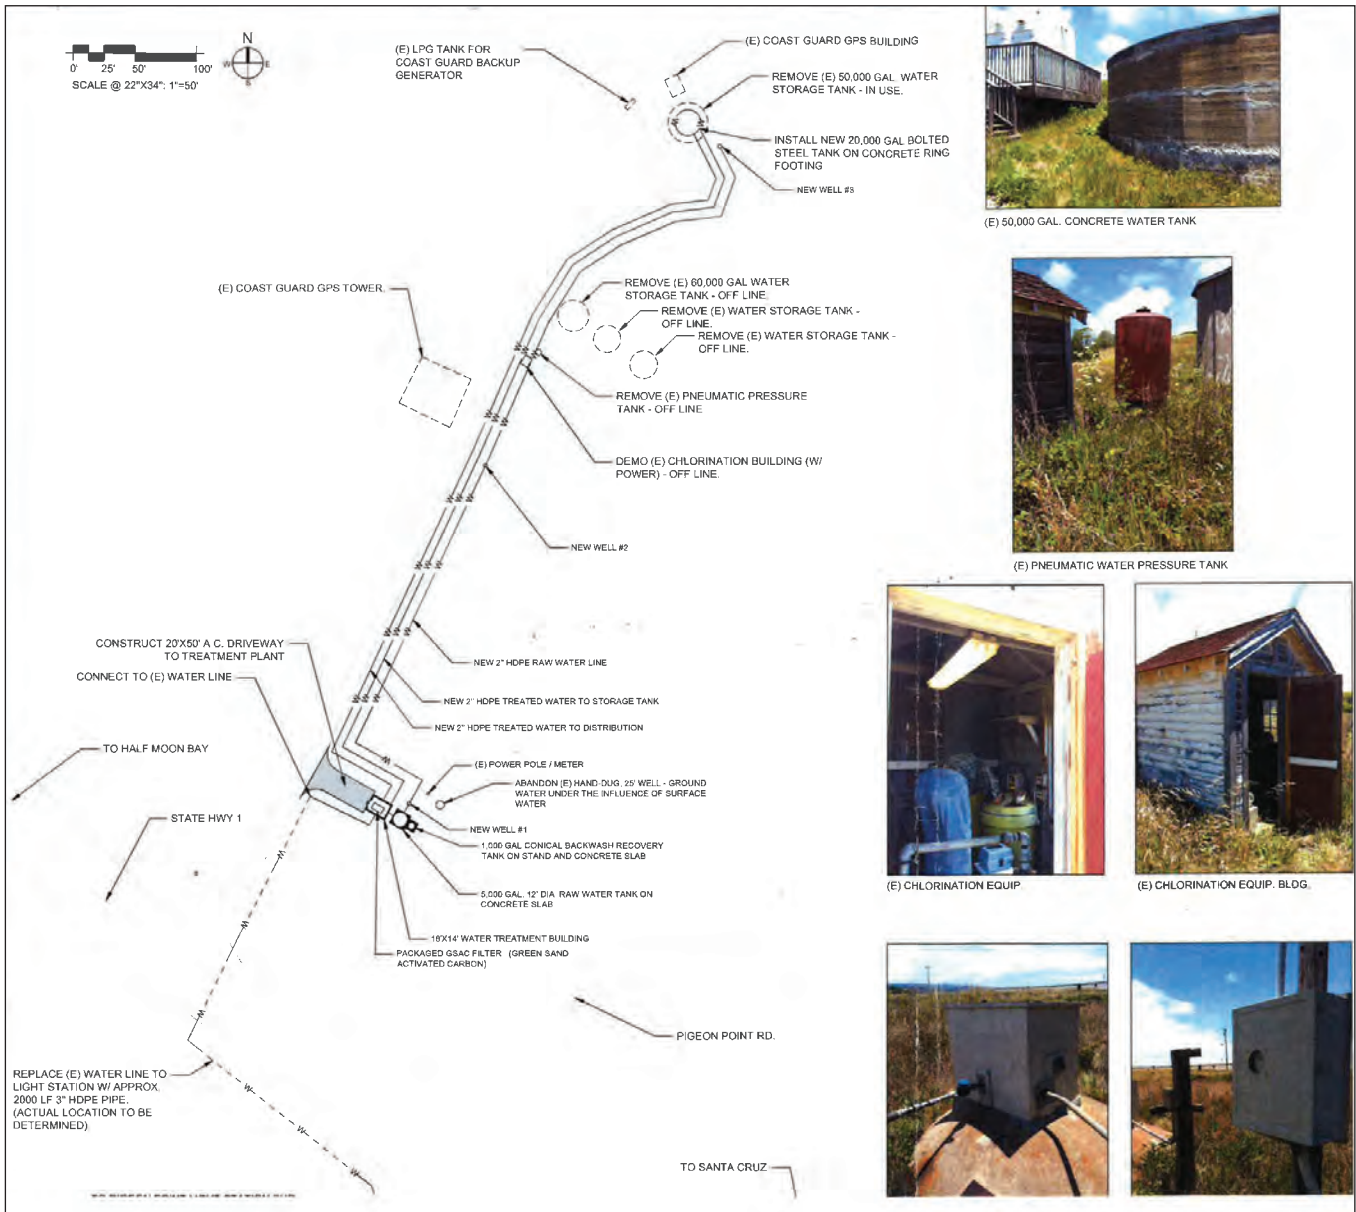 N
W
E
S
0'
25'
50'
100'
SCALE @ 22"X34": 1"=50'
(E) LPG TANK FOR
COAST GUARD BACKUP
GENERATOR
(E) COAST GUARD GPS BUILDING
REMOVE (E) 50,000 GAL. WATER
STORAGE TANK - IN USE.
INSTALL NEW 20,000 GAL BOLTED
STEEL TANK ON CONCRETE RING
FOOTING
NEW WELL #3
(E) 50,000 GAL. CONCRETE WATER TANK
(E) COAST GUARD GPS TOWER.
REMOVE (E) 60,000 GAL WATER
STORAGE TANK - OFF LINE.
REMOVE (E) WATER STORAGE TANK -
OFF LINE.
REMOVE (E) WATER STORAGE TANK -
OFF LINE.
REMOVE (E) PNEUMATIC PRESSURE
TANK - OFF LINE
DEMO (E) CHLORINATION BUILDING (W/
POWER) - OFF LINE.
NEW WELL #2
(E) PNEUMATIC WATER PRESSURE TANK
CONSTRUCT 20'X50' A.C. DRIVEWAY
TO TREATMENT PLANT
CONNECT TO (E) WATER LINE
NEW 2" HDPE RAW WATER LINE
NEW 2" HDPE TREATED WATER TO STORAGE TANK
NEW 2" HDPE TREATED WATER TO DISTRIBUTION
TO HALF MOON BAY
(E) POWER POLE / METER
ABANDON (E) HAND-DUG, 25' WELL - GROUND
WATER UNDER THE INFLUENCE OF SURFACE
WATER
STATE HWY 1
NEW WELL #1
1,000 GAL CONICAL BACKWASH RECOVERY
TANK ON STAND AND CONCRETE SLAB
5,000 GAL, 12' DIA. RAW WATER TANK ON
CONCRETE SLAB
(E) CHLORINATION EQUIP
(E) CHLORINATION EQUIP. BLDG.
16'X14' WATER TREATMENT BUILDING
PACKAGED GSAC FILTER (GREEN SAND
ACTIVATED CARBON)
PIGEON POINT RD.
REPLACE (E) WATER LINE TO
LIGHT STATION W/ APPROX.
2000 LF 3" HDPE PIPE.
(ACTUAL LOCATION TO BE
DETERMINED)
TO SANTA CRUZ